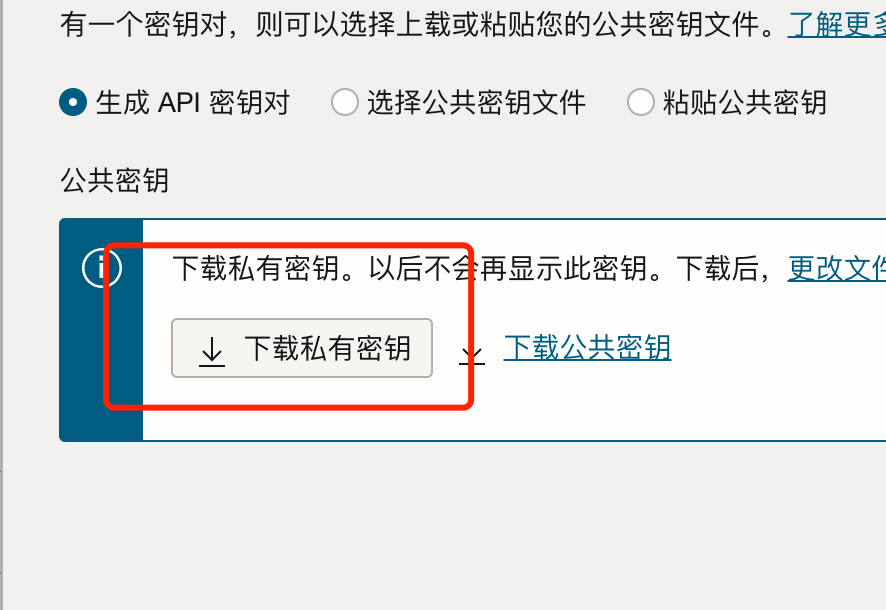 有一个密钥对，则可以选择上载或粘贴您的公共密钥文件。了解更多
生成 API 密钥对 选择公共密钥文件 粘贴公共密钥
公共密钥
下载私有密钥。以后不会再显示此密钥。下载后，更改文件
下载私有密钥 下载公共密钥